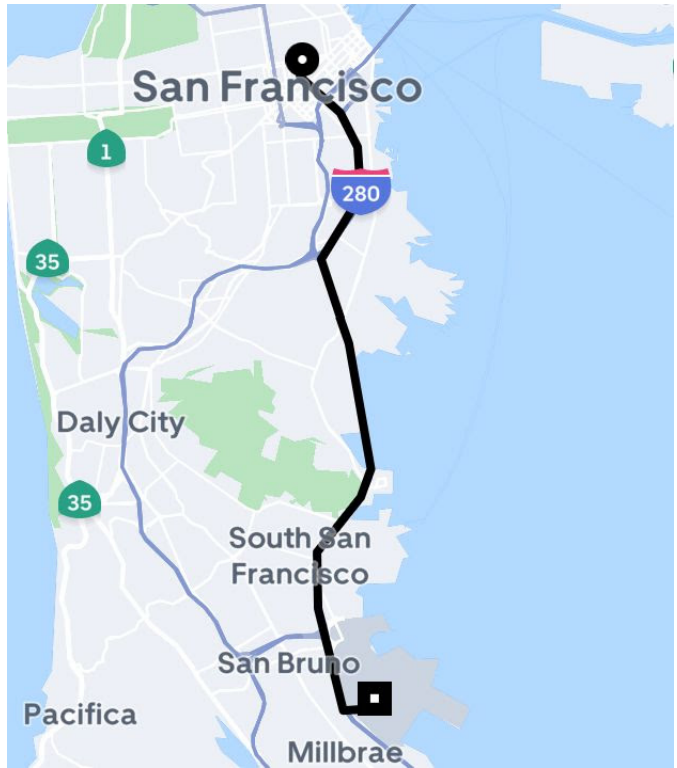 San Francisco
1
280
35
Daly City
35
South San
Francisco
San Bruno
Pacifica
Millbrae